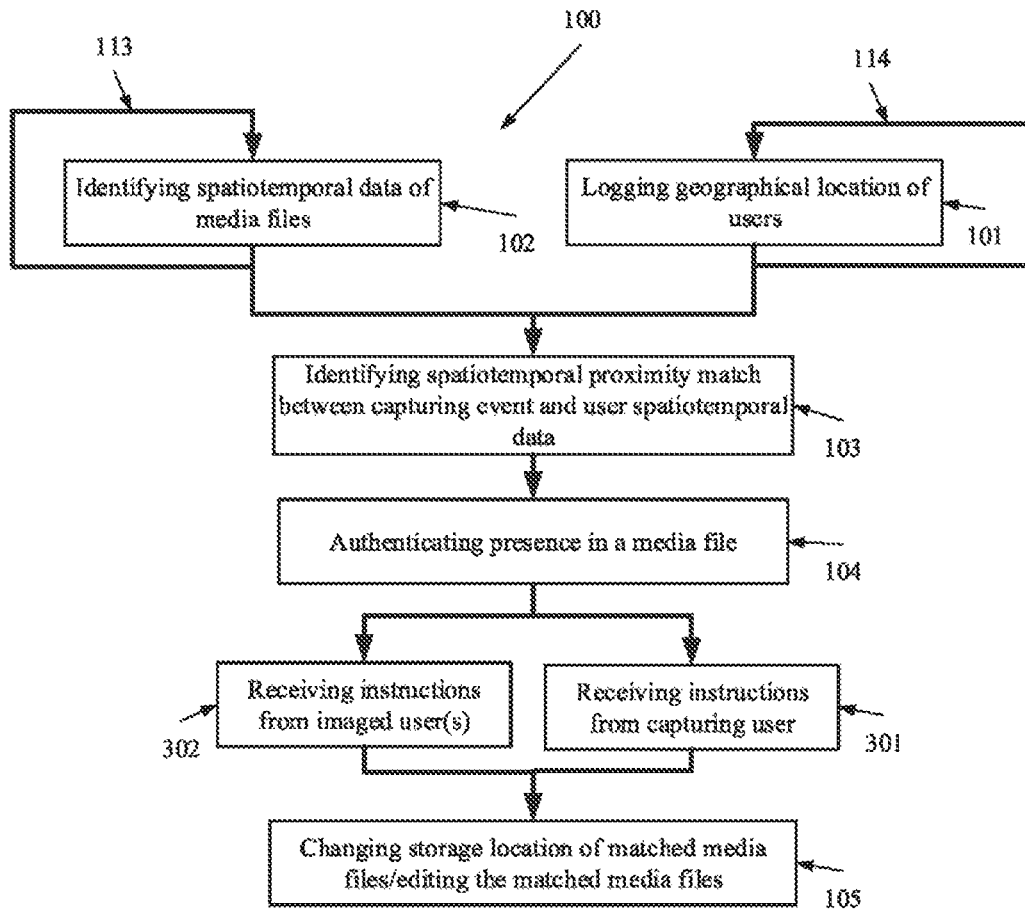 100
113
114
Identifying spatiotemporal data of
media files
102
Logging geographical location of
users
101
Identifying spatiotemporal proximity match
between capturing event and user spatiotemporal
data
103
Authenticating presence in a media file
104
Receiving instructions
from imaged user(s)
302
Receiving instructions
from capturing user
301
Changing storage location of matched media
files/editing the matched media files
105